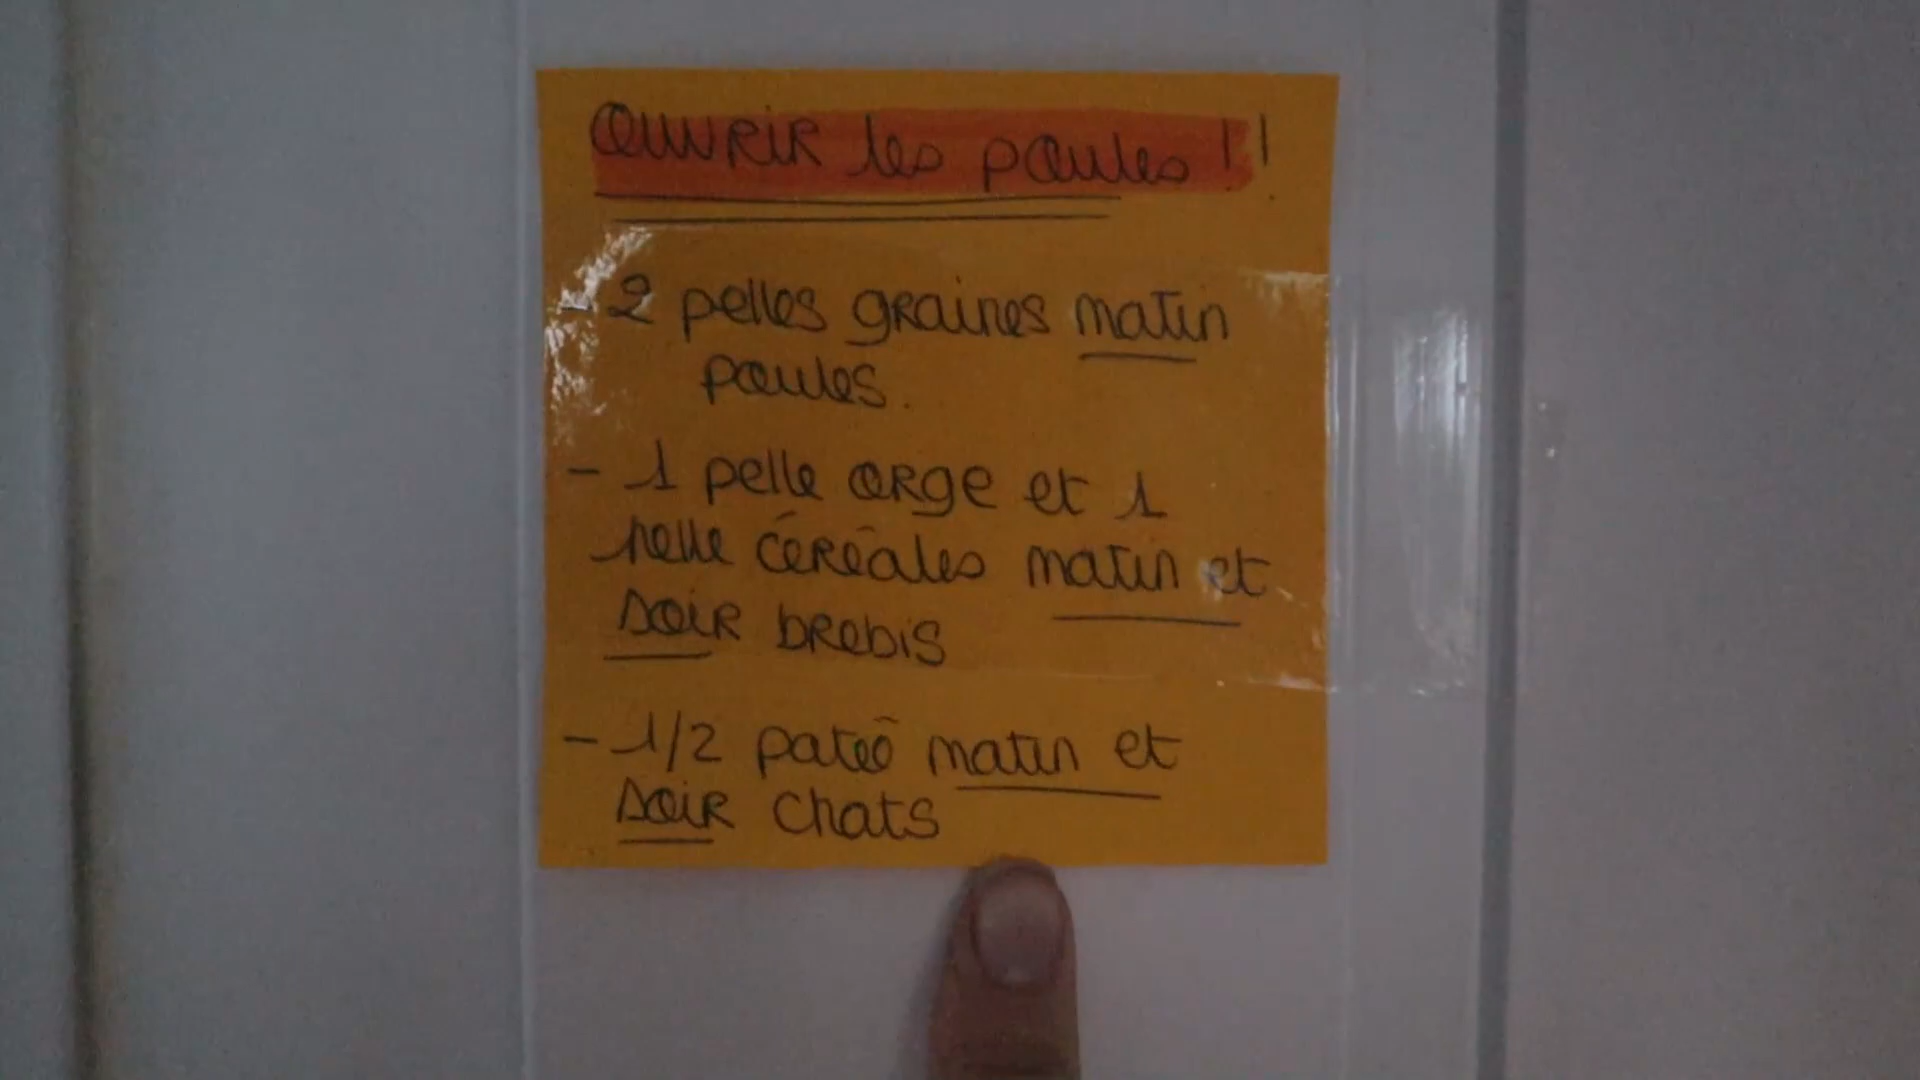 OUVRIR les poules !!
- 2 pelles graines matin
poules.
- 1 pelle orge et 1
pelle céréales matin et
soir brebis
- 1/2 pateé matin et
soir chats